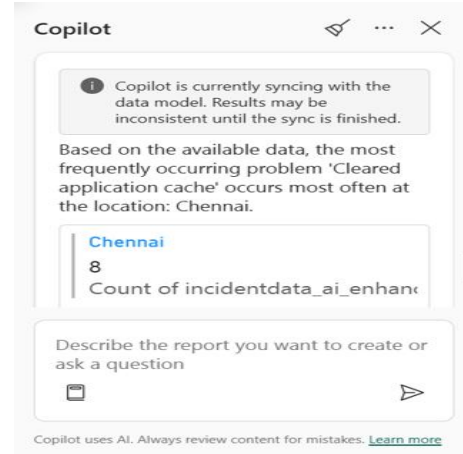 Copilot
Copilot is currently syncing with the
data model. Results may be
inconsistent until the sync is finished.
Based on the available data, the most
frequently occurring problem 'Cleared
application cache' occurs most often at
the location: Chennai.
Chennai
8
Count of incidentdata_ai_enhan
Describe the report you want to create or
ask a question
Copilot uses AI. Always review content for mistakes. Learn more